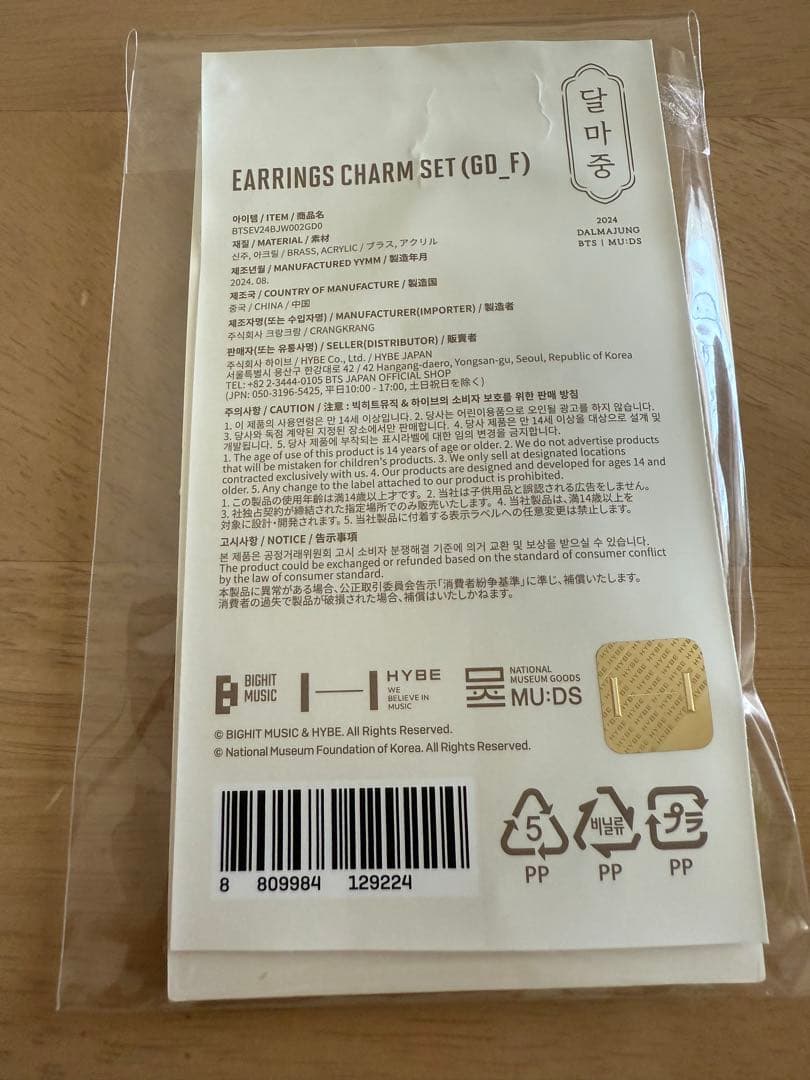 달마중
2024
DALMAJUNG
BTS | MU:DS
EARRINGS CHARM SET (GD_F)
아이템 / ITEM / 商品名
BTSEV24BJW002GD0
재질 / MATERIAL / 素材
신주, 아크릴 / BRASS, ACRYLIC / ブラス, アクリル
제조년월 / MANUFACTURED YYMM / 製造年月
2024. 08.
제조국 / COUNTRY OF MANUFACTURE / 製造国
중국 / CHINA / 中国
제조자명(또는 수입자명) / MANUFACTURER(IMPORTER) / 製造者
주식회사 크랑크랑 / CRANGKRANG
판매자(또는 유통사명) / SELLER(DISTRIBUTOR) / 販賣者
주식회사 하이브 / HYBE Co., Ltd. / HYBE JAPAN
서울특별시 용산구 한강대로 42 / 42 Hangang-daero, Yongsan-gu, Seoul, Republic of Korea
TEL: +82 2-3444-0105 BTS JAPAN OFFICIAL SHOP
(JPN: 050-3196-5425, 平日10:00 - 17:00, 土日祝日を除く)
주의사항 / CAUTION / 注意 : 빅히트뮤직 & 하이브의 소비자 보호를 위한 판매 방침
1. 이 제품의 사용연령은 만 14세 이상입니다. 2. 당사는 어린이용품으로 오인될 광고를 하지 않습니다.
3. 당사와 독점 계약된 지정된 장소에서만 판매합니다. 4. 당사 제품은 만 14세 이상을 대상으로 설계 및
개발됩니다. 5. 당사 제품에 부착되는 표시라벨에 대한 임의 변경을 금지합니다.
1. The age of use of this product is 14 years of age or older. 2. We do not advertise products
that will be mistaken for children's products. 3. We only sell at designated locations
contracted exclusively with us. 4. Our products are designed and developed for ages 14 and
older. 5. Any change to the label attached to our product is prohibited.
1. この製品の使用年齢は満14歳以上才です。 2. 当社は子供用品と誤認される広告をしません。
3. 社独占契約が締結された指定場所でのみ販売いたします。 4. 当社製品は、満14歳以上を
対象に設計・開発されます。 5. 当社製品に付着する表示ラベルへの任意変更は禁止します。
고시사항 / NOTICE / 告示事項
본 제품은 공정거래위원회 고시 소비자 분쟁해결 기준에 의거 교환 및 보상을 받으실 수 있습니다.
The product could be exchanged or refunded based on the standard of consumer conflict
by the law of consumer standard.
本製品に異常がある場合、公正取引委員会告示「消費者紛争基準」に準じ、補償いたします。
消費者の過失で製品が破損された場合、補償はいたしかねます。
BIGHIT
MUSIC
HYBE
WE
BELIEVE IN
MUSIC
NATIONAL
MUSEUM GOODS
MU:DS
© BIGHIT MUSIC & HYBE. All Rights Reserved.
© National Museum Foundation of Korea. All Rights Reserved.
8 809984 129224
5
PP
비닐류
PP
プラ
PP